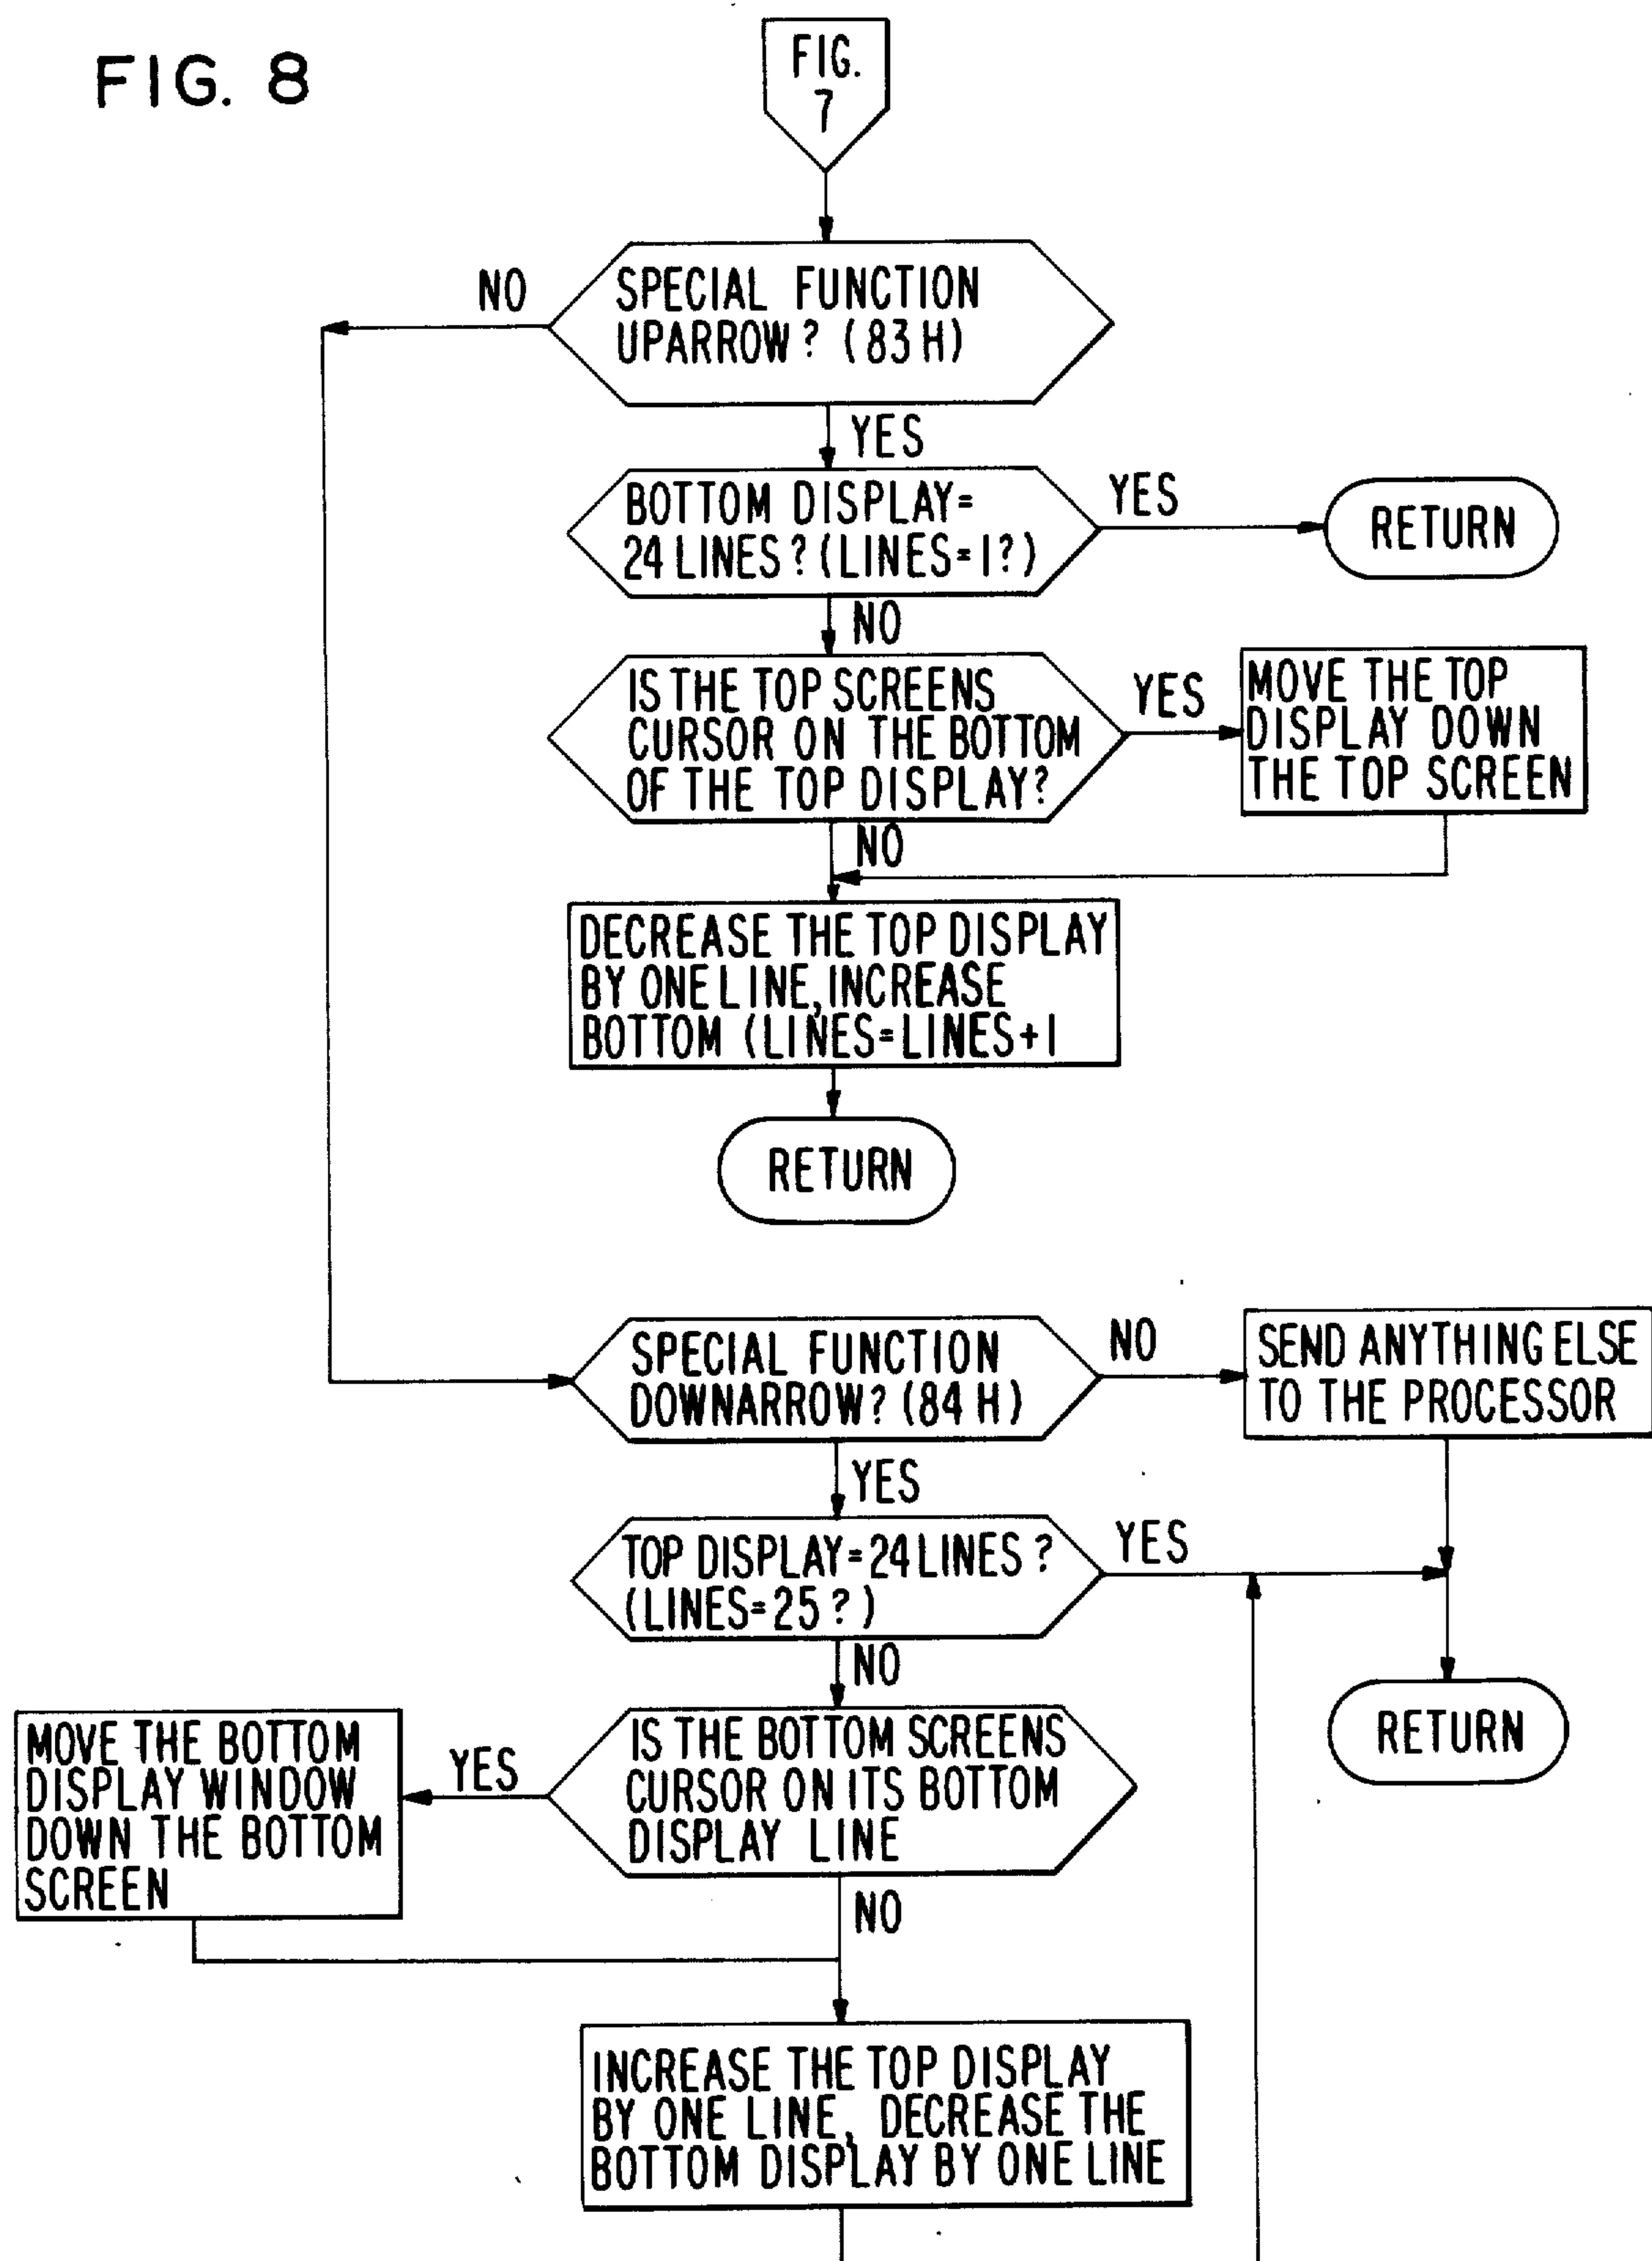 FIG. 8
FIG.
7
SPECIAL FUNCTION
UPARROW? (83H)
NO
YES
BOTTOM DISPLAY=
24 LINES? (LINES=1?)
YES
RETURN
NO
IS THE TOP SCREENS
CURSOR ON THE BOTTOM
OF THE TOP DISPLAY?
YES
MOVE THE TOP
DISPLAY DOWN
THE TOP SCREEN
NO
DECREASE THE TOP DISPLAY
BY ONE LINE, INCREASE
BOTTOM (LINES=LINES+1
RETURN
SPECIAL FUNCTION
DOWNARROW? (84H)
NO
SEND ANYTHING ELSE
TO THE PROCESSOR
YES
TOP DISPLAY=24 LINES?
(LINES=25?)
YES
RETURN
NO
IS THE BOTTOM SCREENS
CURSOR ON ITS BOTTOM
DISPLAY LINE
YES
MOVE THE BOTTOM
DISPLAY WINDOW
DOWN THE BOTTOM
SCREEN
NO
INCREASE THE TOP DISPLAY
BY ONE LINE, DECREASE THE
BOTTOM DISPLAY BY ONE LINE